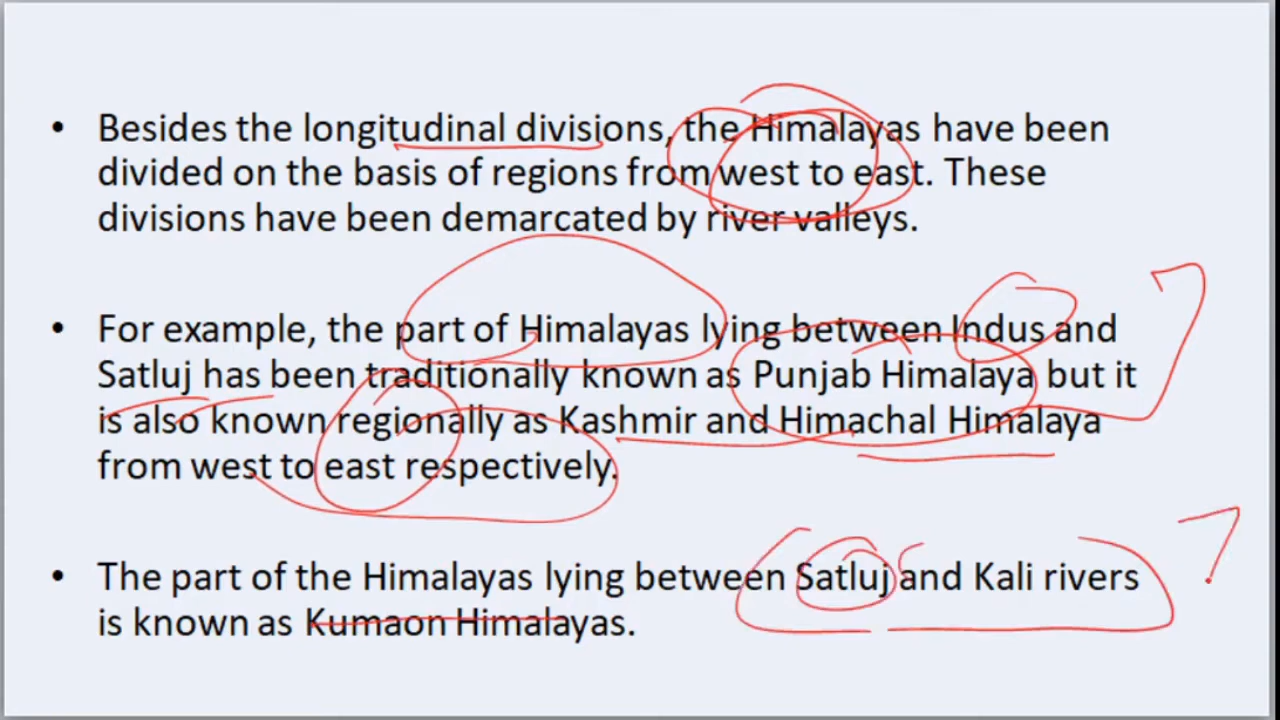 • Besides the longitudinal divisions, the Himalayas have been
divided on the basis of regions from west to east. These
divisions have been demarcated by river valleys.
• For example, the part of Himalayas lying between Indus and
Satluj has been traditionally known as Punjab Himalaya but it
is also known regionally as Kashmir and Himachal Himalaya
from west to east respectively.
• The part of the Himalayas lying between Satluj and Kali rivers
is known as Kumaon Himalayas.